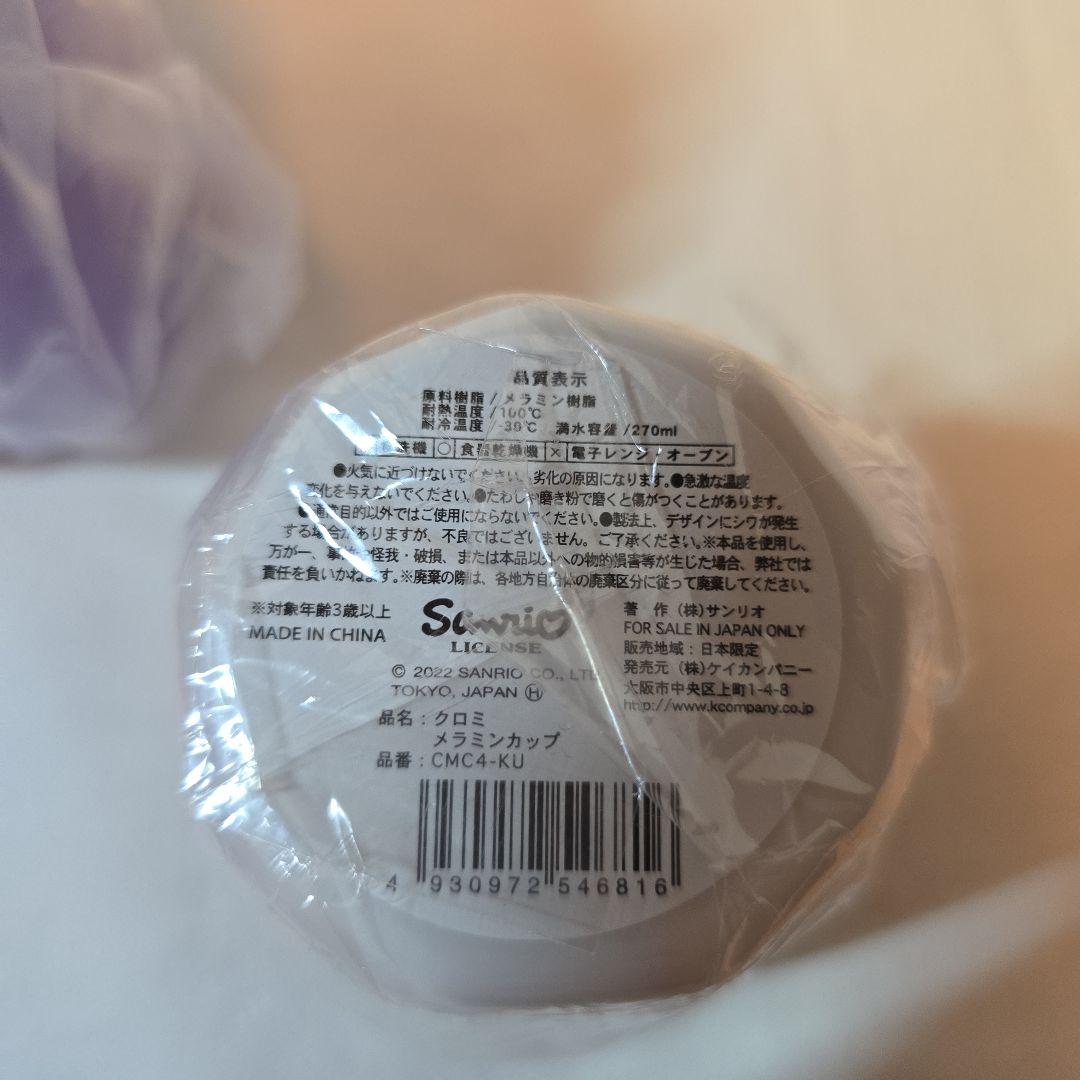 品質表示
原料樹脂/メラミン樹脂
耐熱温度/100℃
耐冷温度/-30℃ 満水容量/270ml
洗機 ○ 食器乾燥機 × 電子レンジ・オーブン
●火気に近づけないでください。劣化の原因になります。●急激な温度
変化を与えないでください。●たわしや磨き粉で磨くと傷がつくことがあります。
●通常目的以外ではご使用にならないでください。●製法上、デザインにシワが発生
する場合がありますが、不良ではございません。ご了承ください。※本品を使用し、
万が一、事故や怪我・破損、または本品以外への物的損害等が生じた場合、弊社では
責任を負いかねます。※廃棄の際は、各地方自治体の廃棄区分に従って廃棄してください。
※対象年齢3歳以上
MADE IN CHINA
Sanrio
LICENSE
© 2022 SANRIO CO., LTD.
TOKYO, JAPAN Ⓗ
著 作 (株)サンリオ
FOR SALE IN JAPAN ONLY
販売地域:日本限定
発売元 (株)ケイカンパニー
大阪市中央区上町1-4-8
http://www.kcompany.co.jp
品名:クロミ
メラミンカップ
品番:CMC4-KU
4 930972 546816